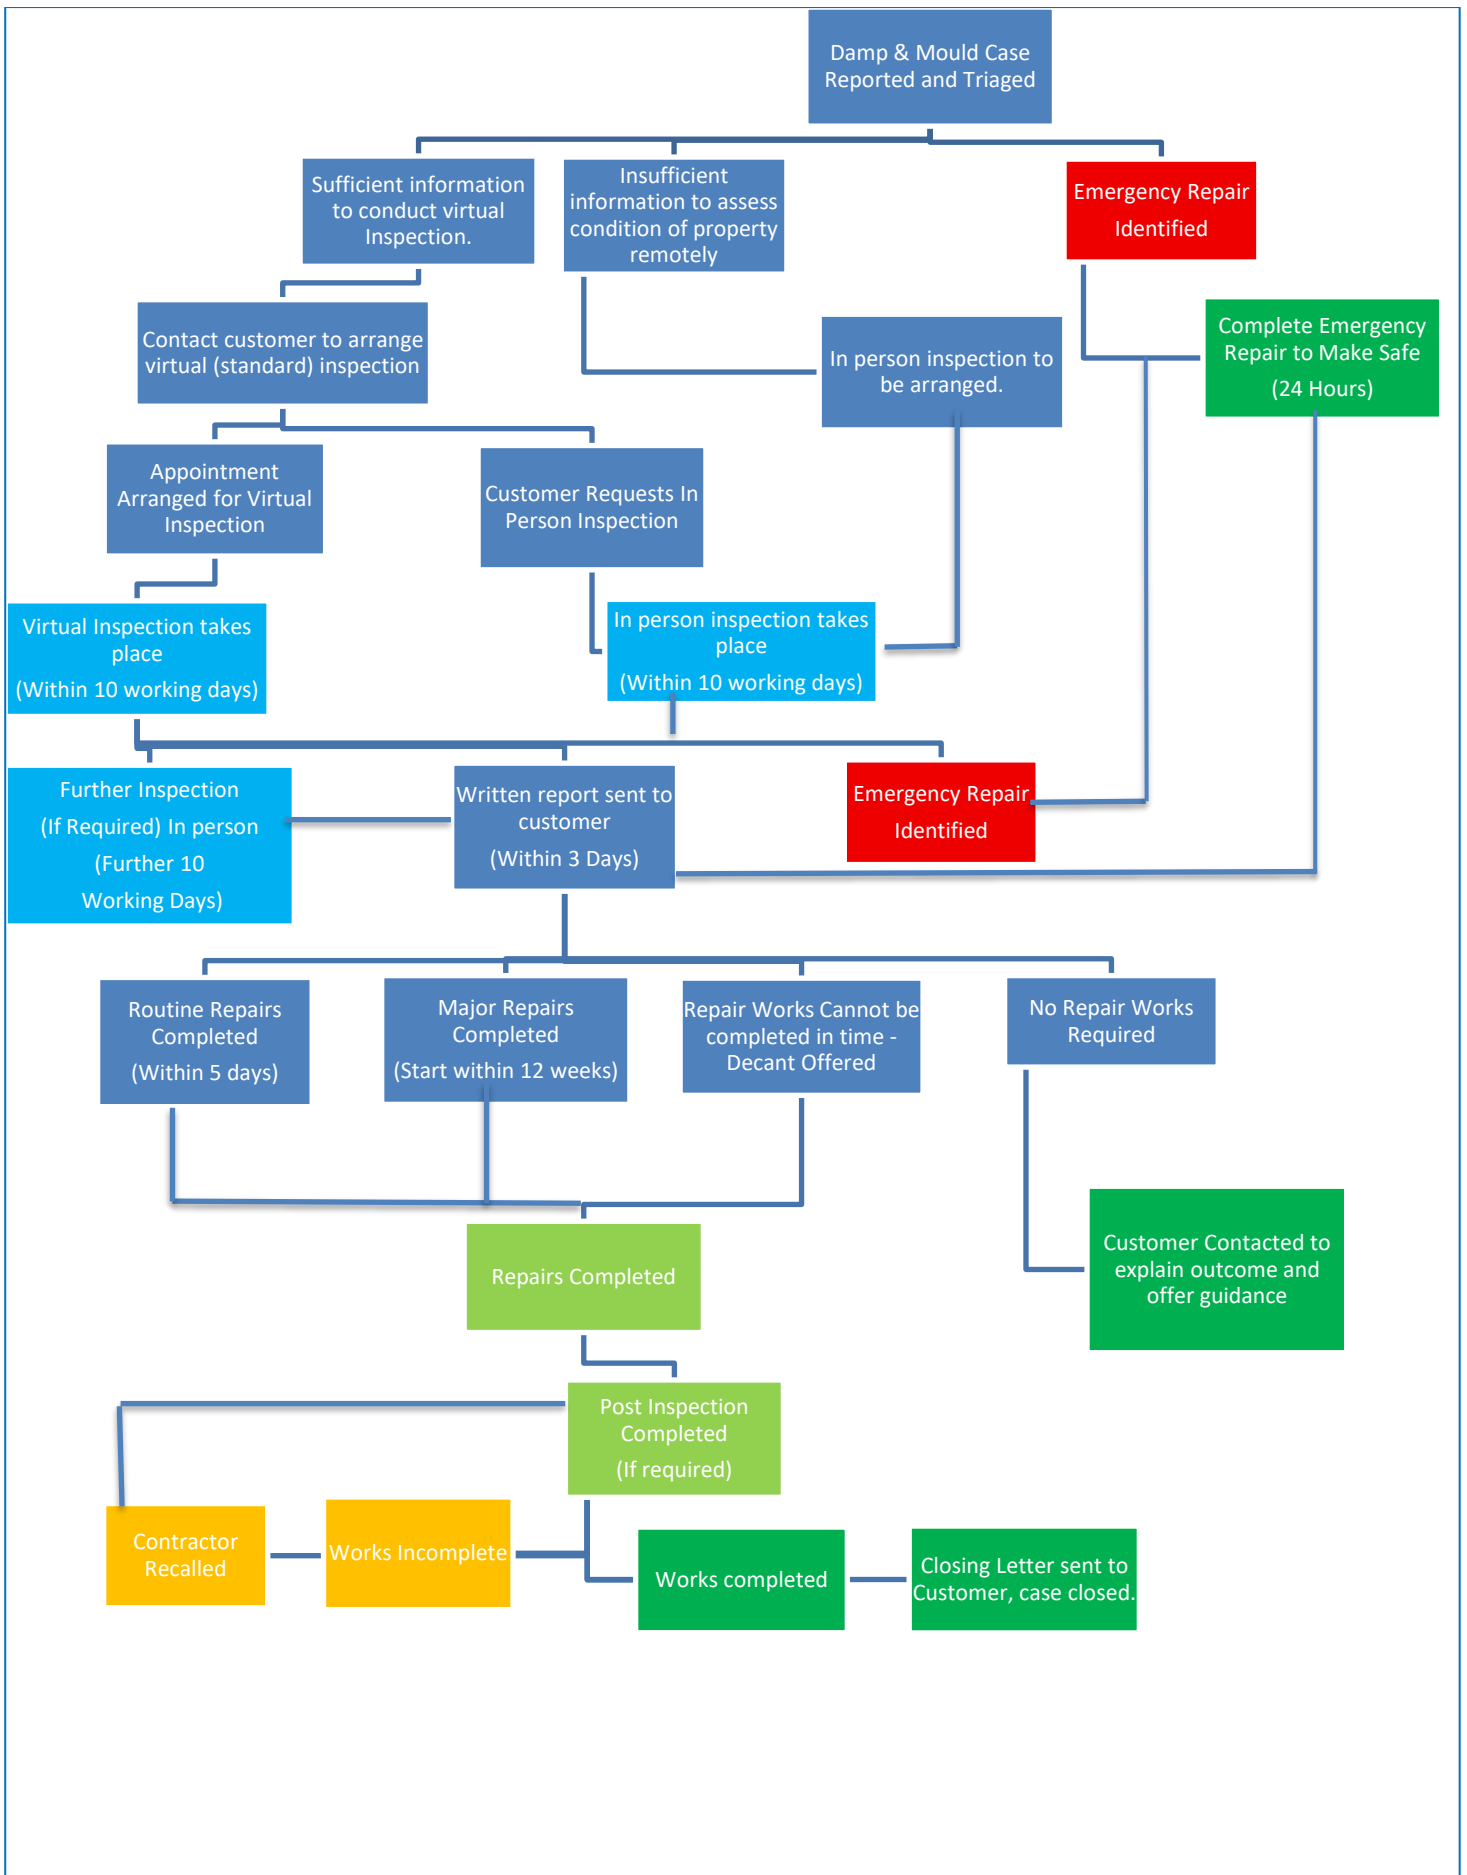 Damp & Mould Case
Reported and Triaged
Sufficient information
to conduct virtual
Inspection.
Insufficient
information to assess
condition of property
remotely
Emergency Repair
Identified
Contact customer to arrange
virtual (standard) inspection
In person inspection to
be arranged.
Complete Emergency
Repair to Make Safe
(24 Hours)
Appointment
Arranged for Virtual
Inspection
Customer Requests In
Person Inspection
Virtual Inspection takes
place
(Within 10 working days)
In person inspection takes
place
(Within 10 working days)
Further Inspection
(If Required) In person
(Further 10
Working Days)
Written report sent to
customer
(Within 3 Days)
Emergency Repair
Identified
Routine Repairs
Completed
(Within 5 days)
Major Repairs
Completed
(Start within 12 weeks)
Repair Works Cannot be
completed in time -
Decant Offered
No Repair Works
Required
Repairs Completed
Customer Contacted to
explain outcome and
offer guidance
Post Inspection
Completed
(If required)
Contractor
Recalled
Works Incomplete
Works completed
Closing Letter sent to
Customer, case closed.